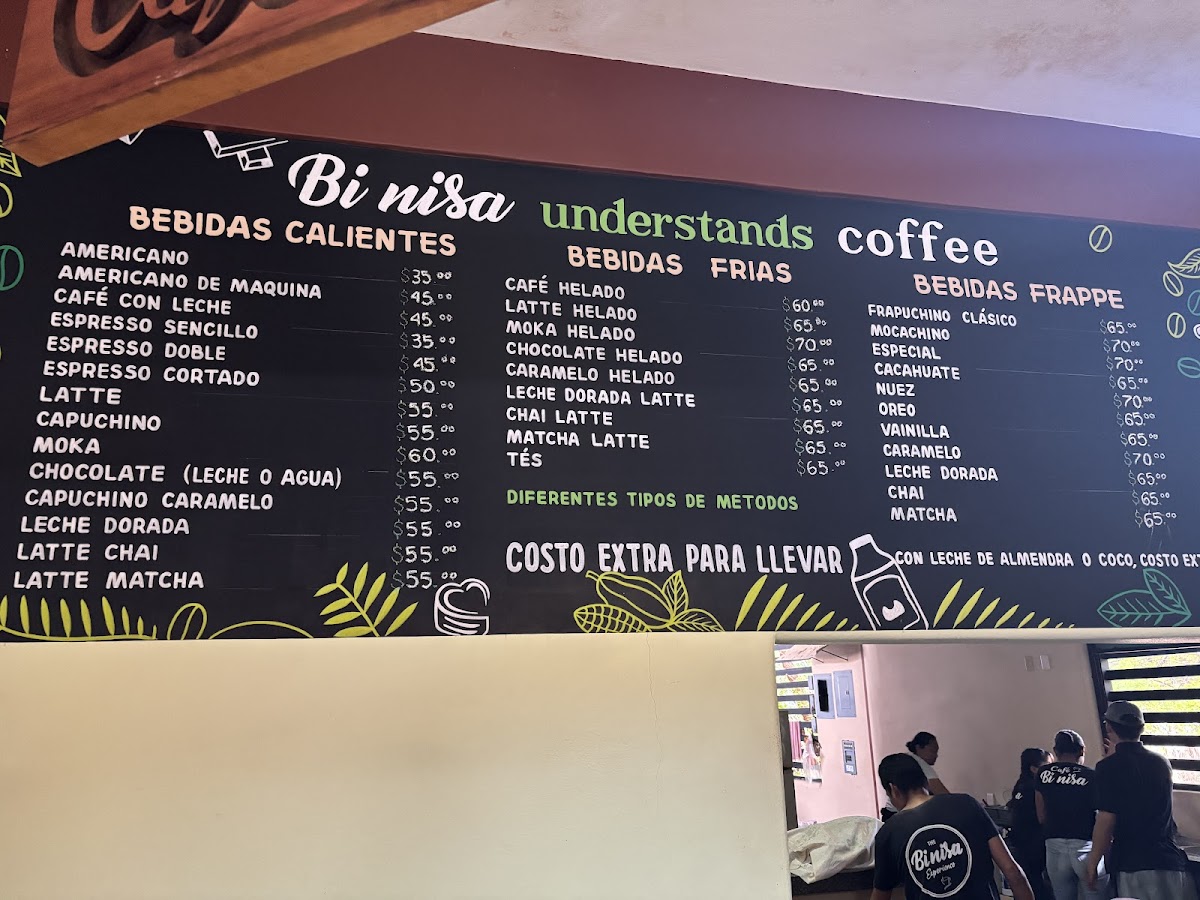 Café
Bi nisa understands coffee
BEBIDAS CALIENTES
AMERICANO $35.00
AMERICANO DE MAQUINA $45.00
CAFÉ CON LECHE $45.00
ESPRESSO SENCILLO $35.00
ESPRESSO DOBLE $45.00
ESPRESSO CORTADO $50.00
LATTE $55.00
CAPUCHINO $55.00
MOKA $60.00
CHOCOLATE (LECHE O AGUA) $55.00
CAPUCHINO CARAMELO $55.00
LECHE DORADA $55.00
LATTE CHAI $55.00
LATTE MATCHA $55.00
BEBIDAS FRIAS
CAFÉ HELADO $60.00
LATTE HELADO $65.00
MOKA HELADO $70.00
CHOCOLATE HELADO $65.00
CARAMELO HELADO $65.00
LECHE DORADA LATTE $65.00
CHAI LATTE $65.00
MATCHA LATTE $65.00
TÉS $65.00
DIFERENTES TIPOS DE METODOS
COSTO EXTRA PARA LLEVAR
BEBIDAS FRAPPE
FRAPUCHINO CLÁSICO $65.00
MOCACHINO $70.00
ESPECIAL $70.00
CACAHUATE $65.00
NUEZ $70.00
OREO $65.00
VAINILLA $65.00
CARAMELO $70.00
LECHE DORADA $65.00
CHAI $65.00
MATCHA $65.00
CON LECHE DE ALMENDRA O COCO, COSTO EXT
Café
Bi nisa
THE
Bi nisa
Experience